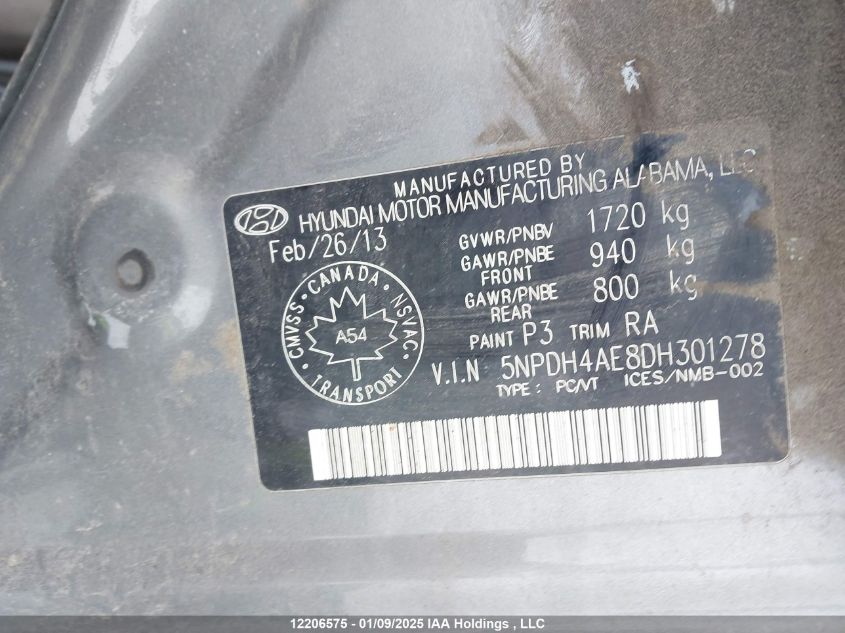 MANUFACTURED BY
HYUNDAI MOTOR MANUFACTURING ALABAMA, LLC
Feb/26/13
GVWR/PNBV 1720 kg
GAWR/PNBE FRONT 940 kg
GAWR/PNBE REAR 800 kg
CMVSS · CANADA · NSVAC · TRANSPORT ·
A54
PAINT P3 TRIM RA
V.I.N 5NPDH4AE8DH301278
TYPE : PC/VT ICES/NMB-002
12206575 - 01/09/2025 IAA Holdings , LLC